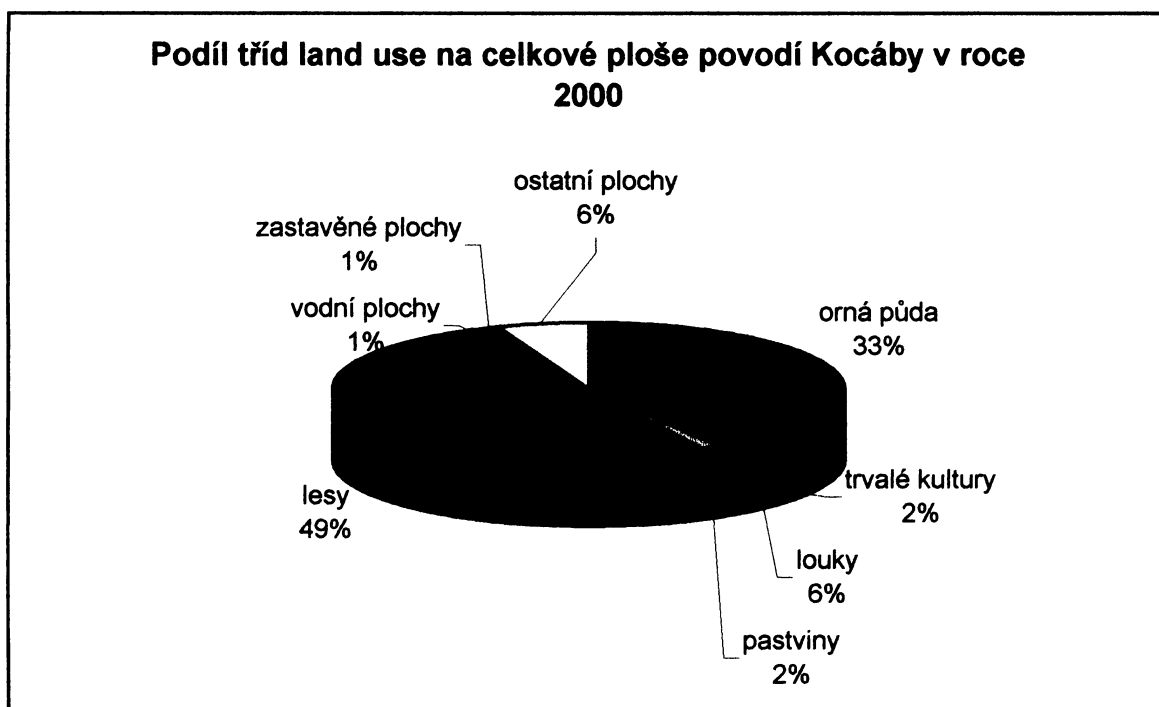 Podíl tříd land use na celkové ploše povodí Kocáby v roce
2000
ostatní plochy
6%
zastavěné plochy
1%
vodní plochy
1%
orná půda
33%
trvalé kultury
2%
lesy
49%
louky
6%
pastviny
2%